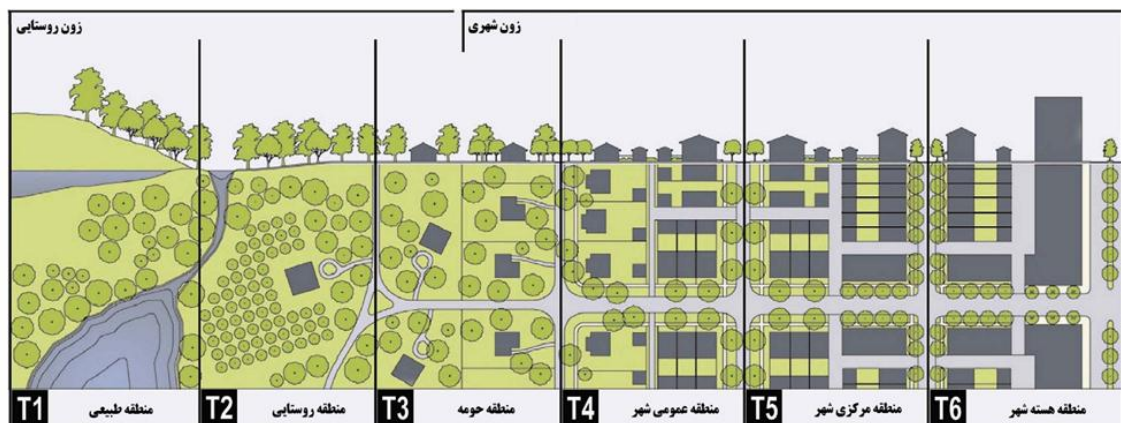 زون شهری
زون روستایی
T1 منطقه طبیعی
T2 منطقه روستایی
T3 منطقه حومه
T4 منطقه عمومی شهر
T5 منطقه مرکزی شهر
T6 منطقه هسته شهر